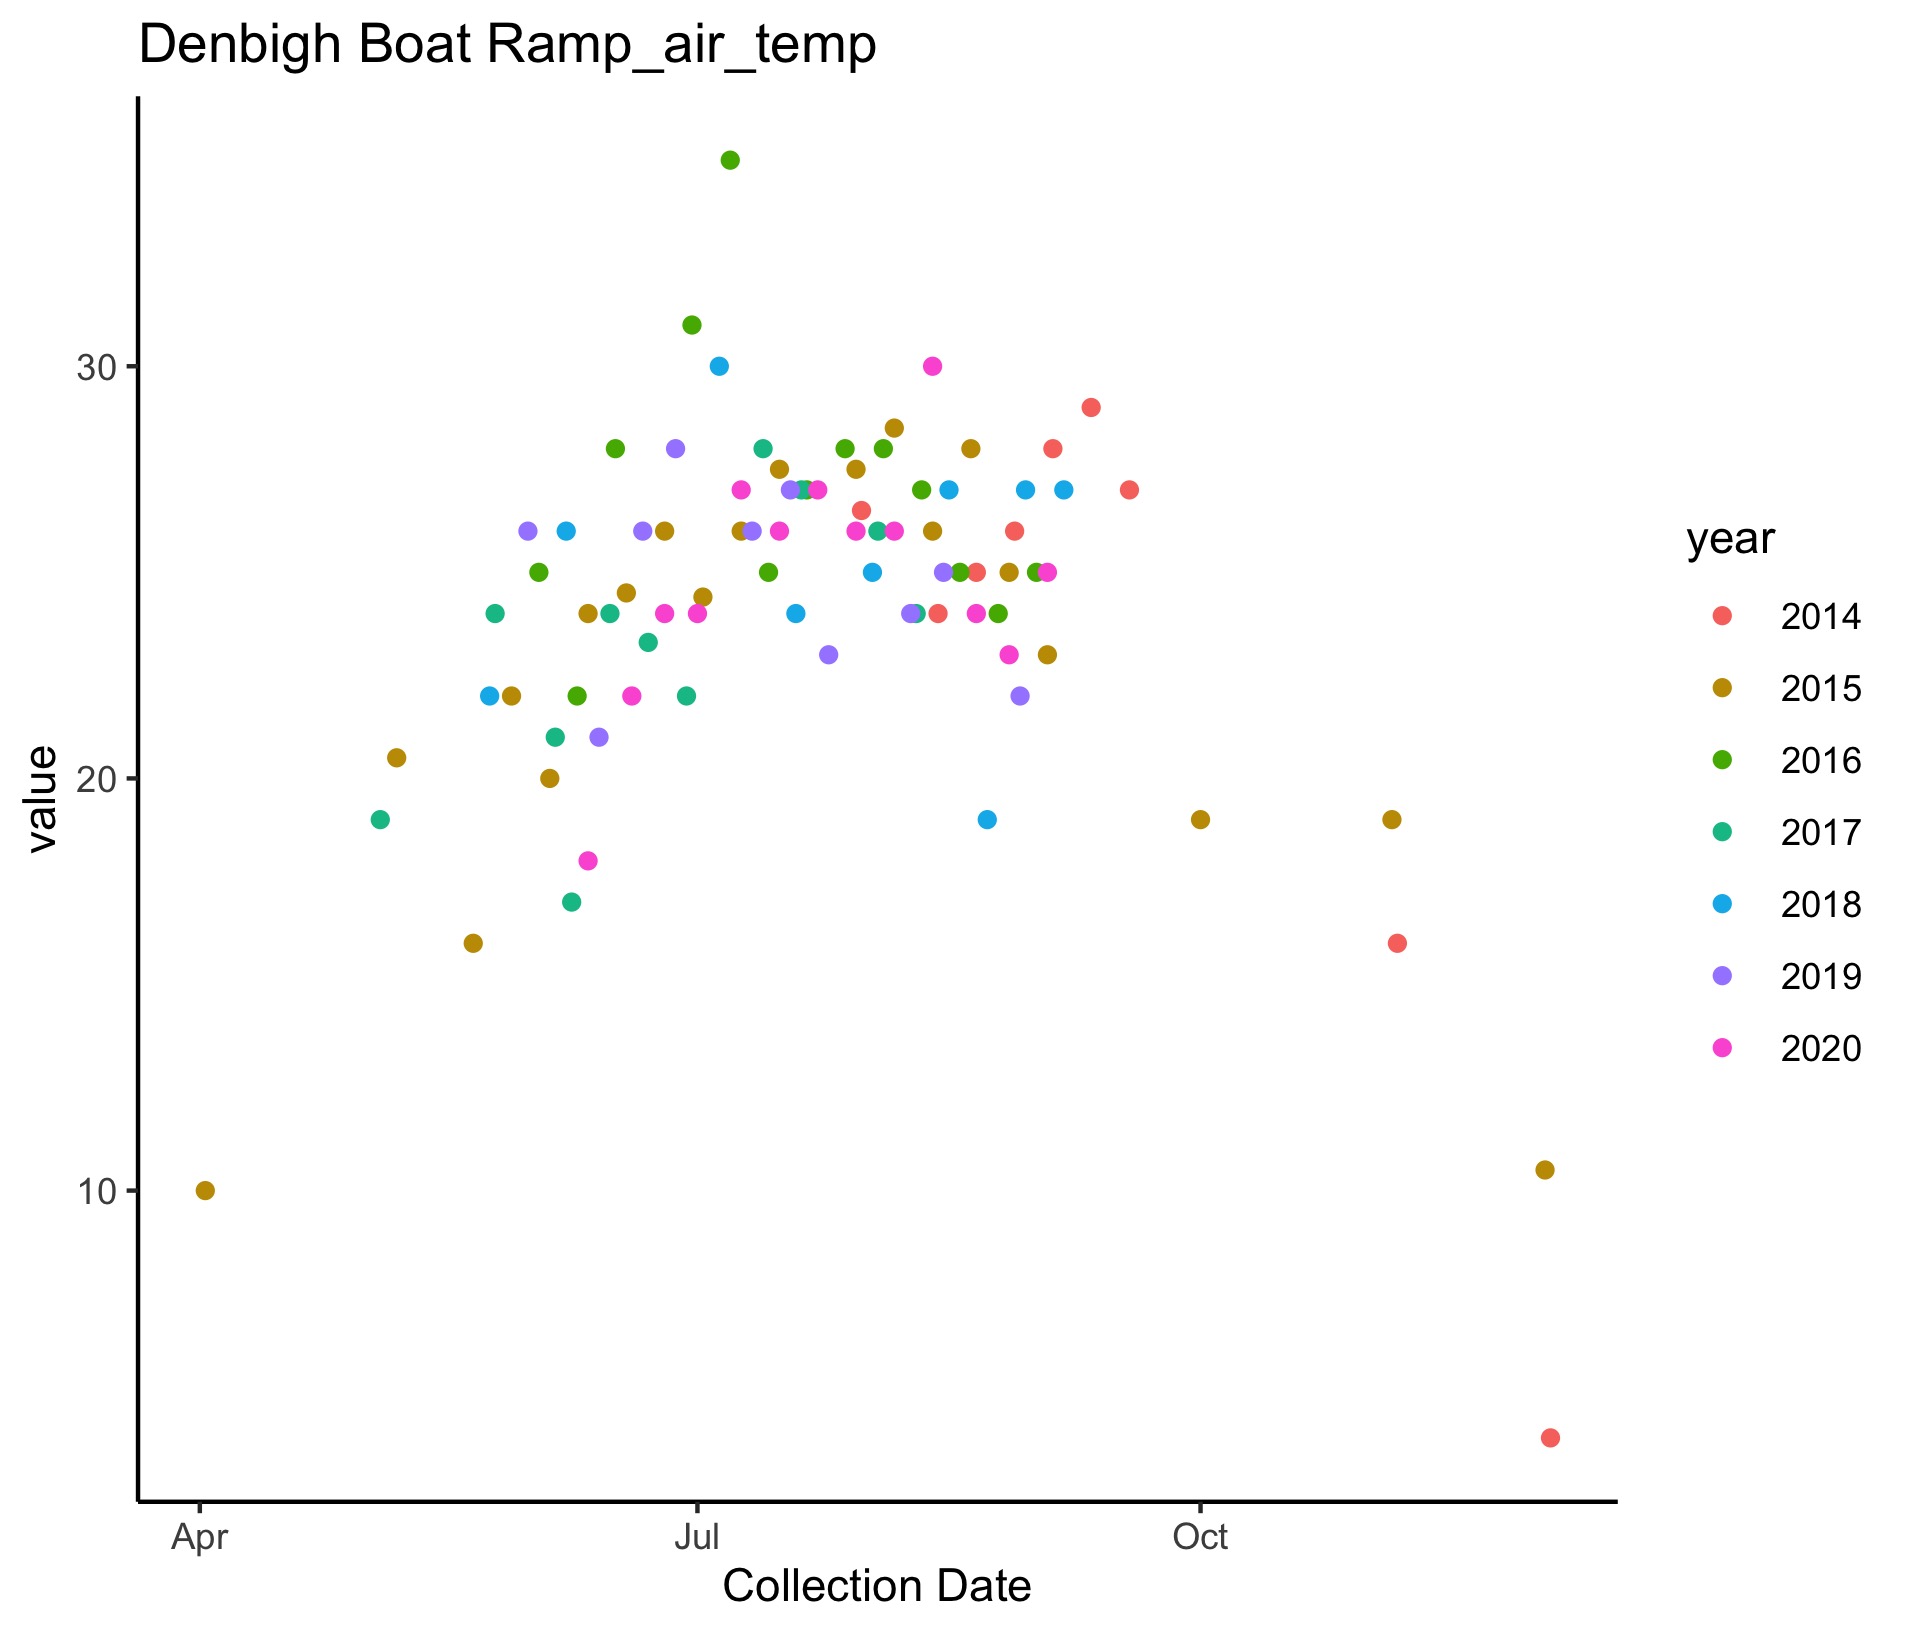 Denbigh Boat Ramp_air_temp
30
20
10
value
Apr
Jul
Oct
Collection Date
year
2014
2015
2016
2017
2018
2019
2020